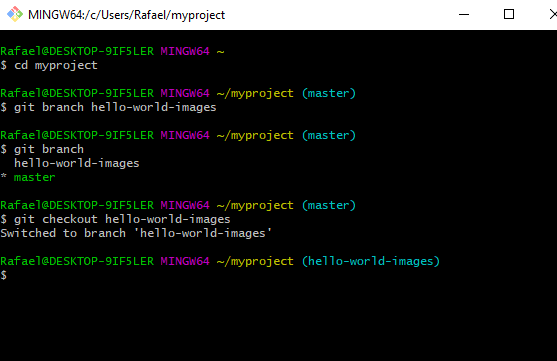 MINGW64:/c/Users/Rafael/myproject
Rafael@DESKTOP-9IF5LER MINGW64 ~
$ cd myproject
Rafael@DESKTOP-9IF5LER MINGW64 ~/myproject (master)
$ git branch hello-world-images
Rafael@DESKTOP-9IF5LER MINGW64 ~/myproject (master)
$ git branch
  hello-world-images
* master
Rafael@DESKTOP-9IF5LER MINGW64 ~/myproject (master)
$ git checkout hello-world-images
Switched to branch 'hello-world-images'
Rafael@DESKTOP-9IF5LER MINGW64 ~/myproject (hello-world-images)
$